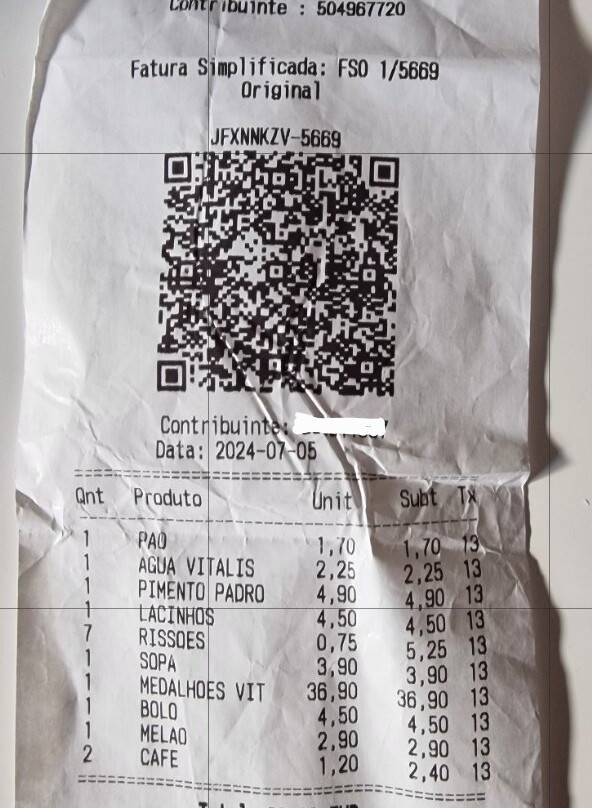 Contribuinte : 504967720
Fatura Simplificada: FSO 1/5669
Original
JFXNNKZV-5669
Contribuinte:
Data: 2024-07-05
Qnt Produto Unit Subt Tx
1 PAO 1,70 1,70 13
1 AGUA VITALIS 2,25 2,25 13
1 PIMENTO PADRO 4,90 4,90 13
1 LACINHOS 4,50 4,50 13
7 RISSOES 0,75 5,25 13
1 SOPA 3,90 3,90 13
1 MEDALHOES VIT 36,90 36,90 13
1 BOLO 4,50 4,50 13
1 MELAO 2,90 2,90 13
2 CAFE 1,20 2,40 13